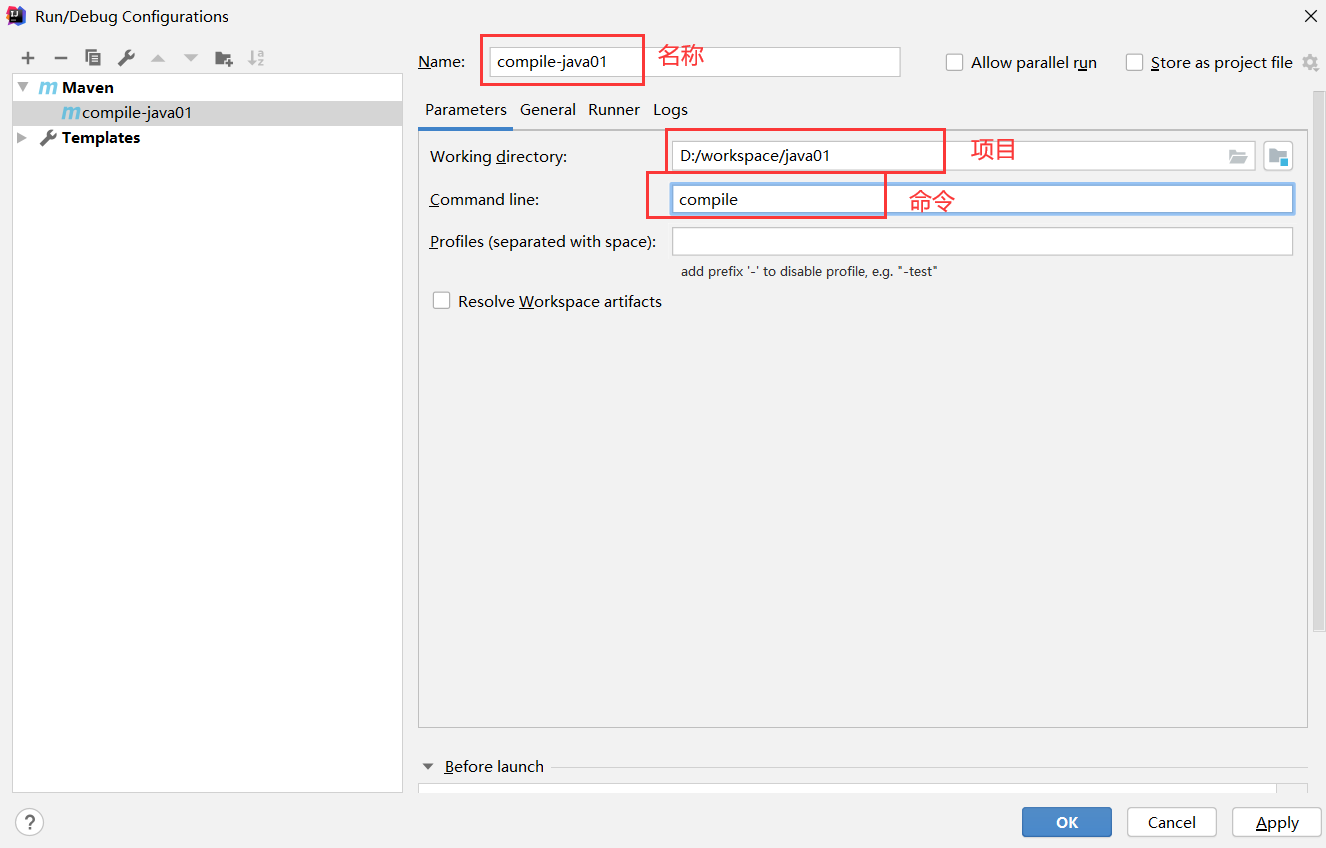 Run/Debug Configurations
Name: compile-java01 名称 Allow parallel run Store as project file
Maven
compile-java01
Templates
Parameters General Runner Logs
Working directory: D:/workspace/java01 项目
Command line: compile 命令
Profiles (separated with space):
add prefix '-' to disable profile, e.g. "-test"
Resolve Workspace artifacts
Before launch
? OK Cancel Apply